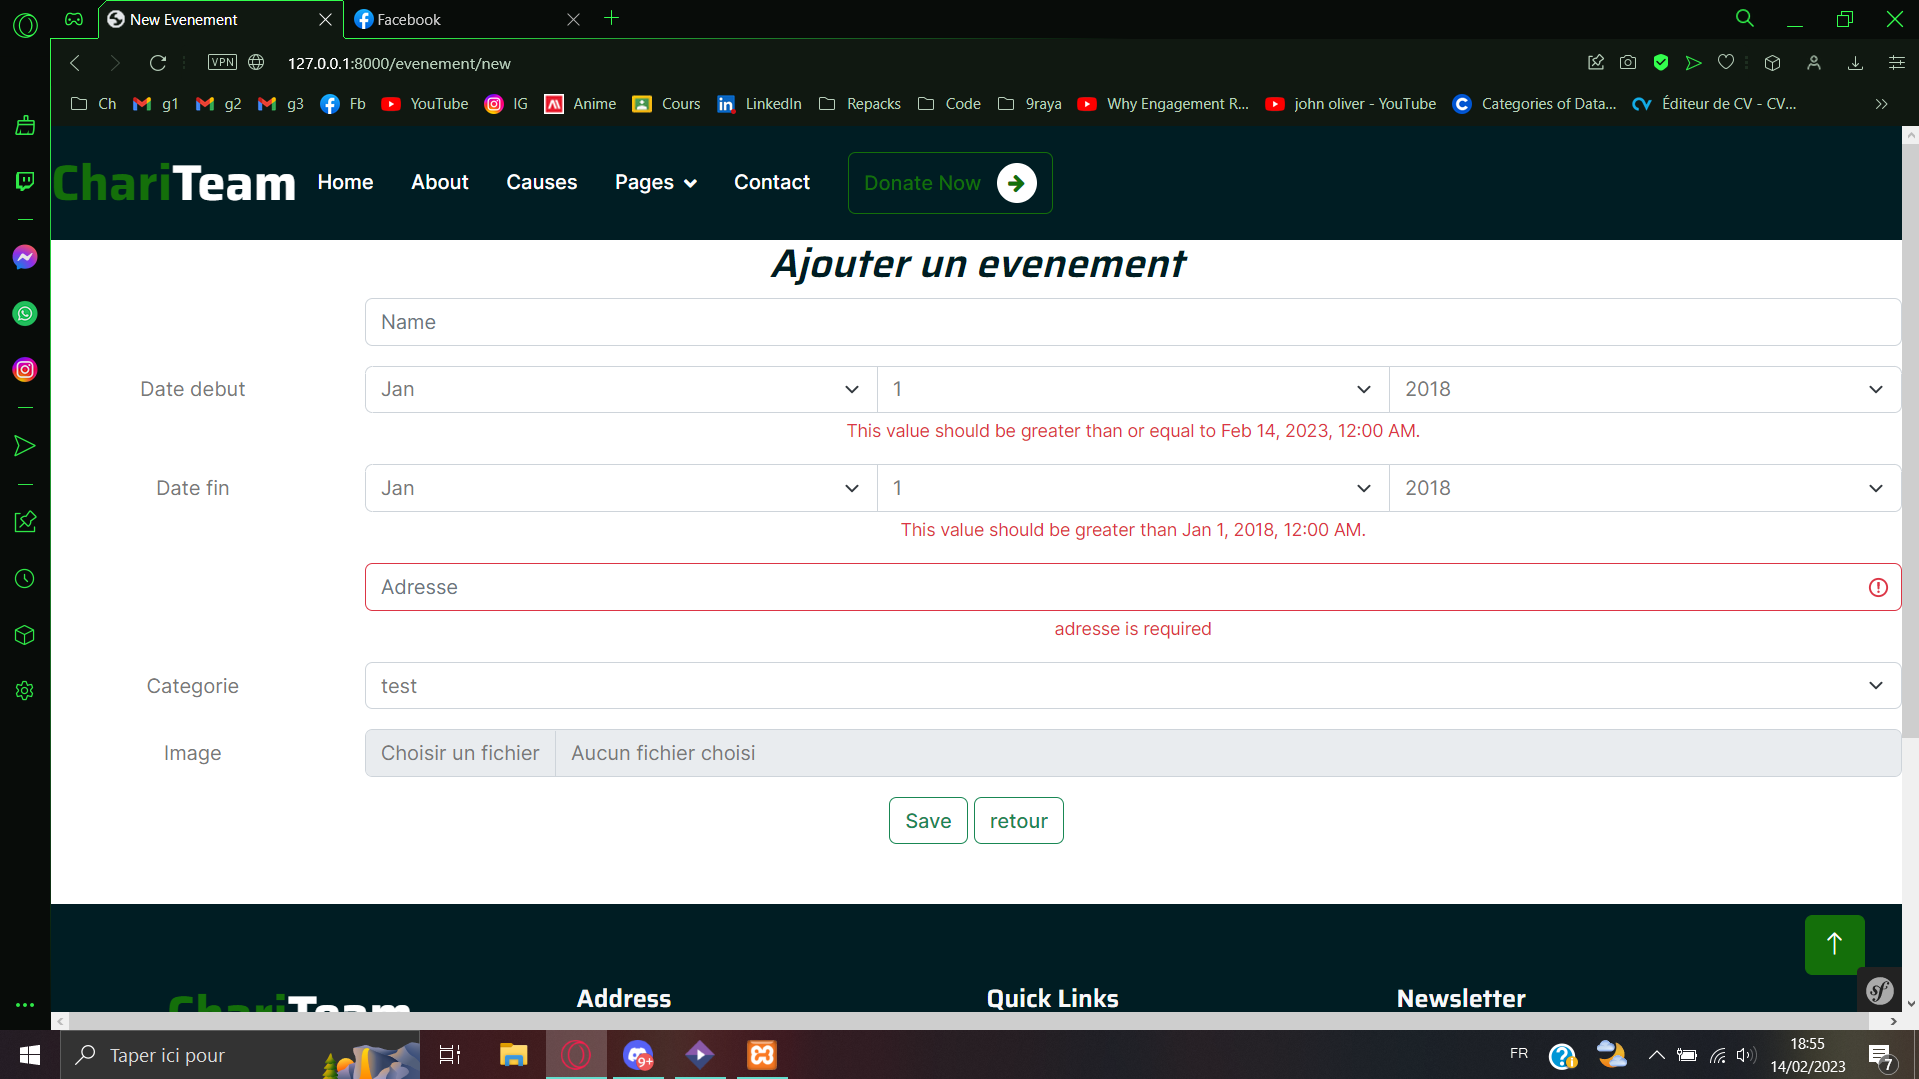 New Evenement
Facebook
VPN
127.0.0.1:8000/evenement/new
Ch
g1
g2
g3
Fb
YouTube
IG
Anime
Cours
LinkedIn
Repacks
Code
9raya
Why Engagement R...
john oliver - YouTube
Categories of Data...
Éditeur de CV - CV...
ChariTeam
Home
About
Causes
Pages
Contact
Donate Now
Ajouter un evenement
Name
Date debut
Jan
1
2018
This value should be greater than or equal to Feb 14, 2023, 12:00 AM.
Date fin
Jan
1
2018
This value should be greater than Jan 1, 2018, 12:00 AM.
Adresse
adresse is required
Categorie
test
Image
Choisir un fichier
Aucun fichier choisi
Save
retour
ChariTeam
Address
Quick Links
Newsletter
sf
Taper ici pour
9+
FR
18:55
14/02/2023
7